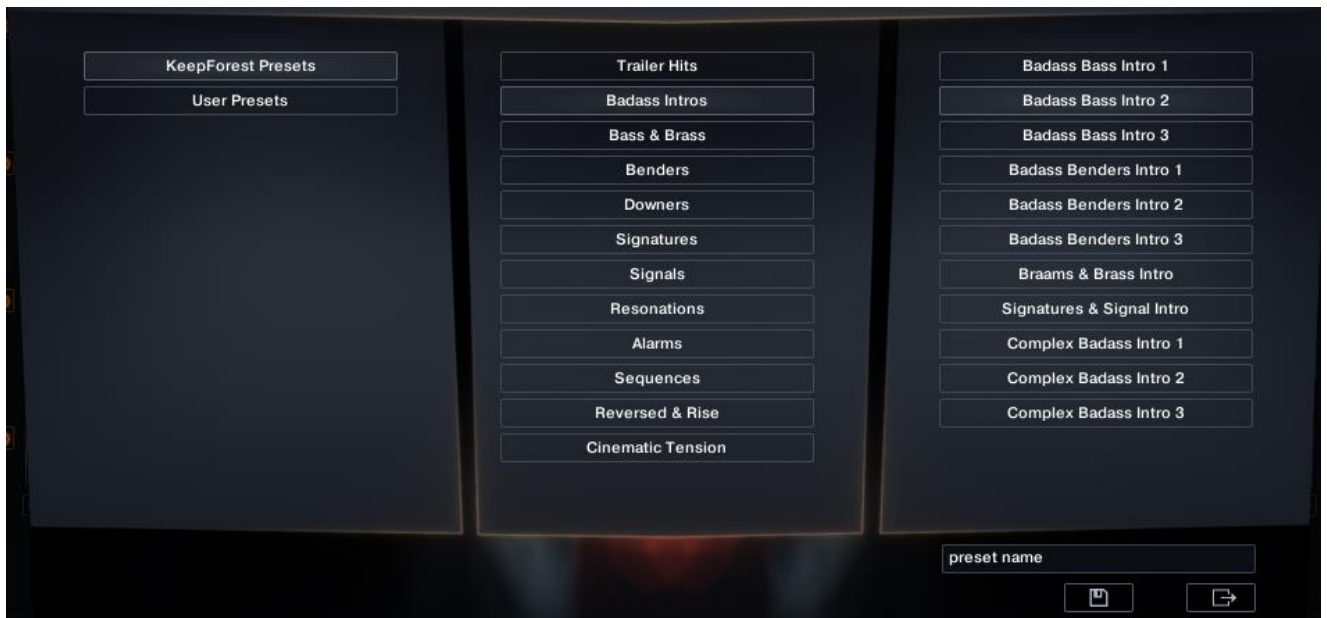 KeepForest Presets
User Presets
Trailer Hits
Badass Intros
Bass & Brass
Benders
Downers
Signatures
Signals
Resonations
Alarms
Sequences
Reversed & Rise
Cinematic Tension
Badass Bass Intro 1
Badass Bass Intro 2
Badass Bass Intro 3
Badass Benders Intro 1
Badass Benders Intro 2
Badass Benders Intro 3
Braams & Brass Intro
Signatures & Signal Intro
Complex Badass Intro 1
Complex Badass Intro 2
Complex Badass Intro 3
preset name